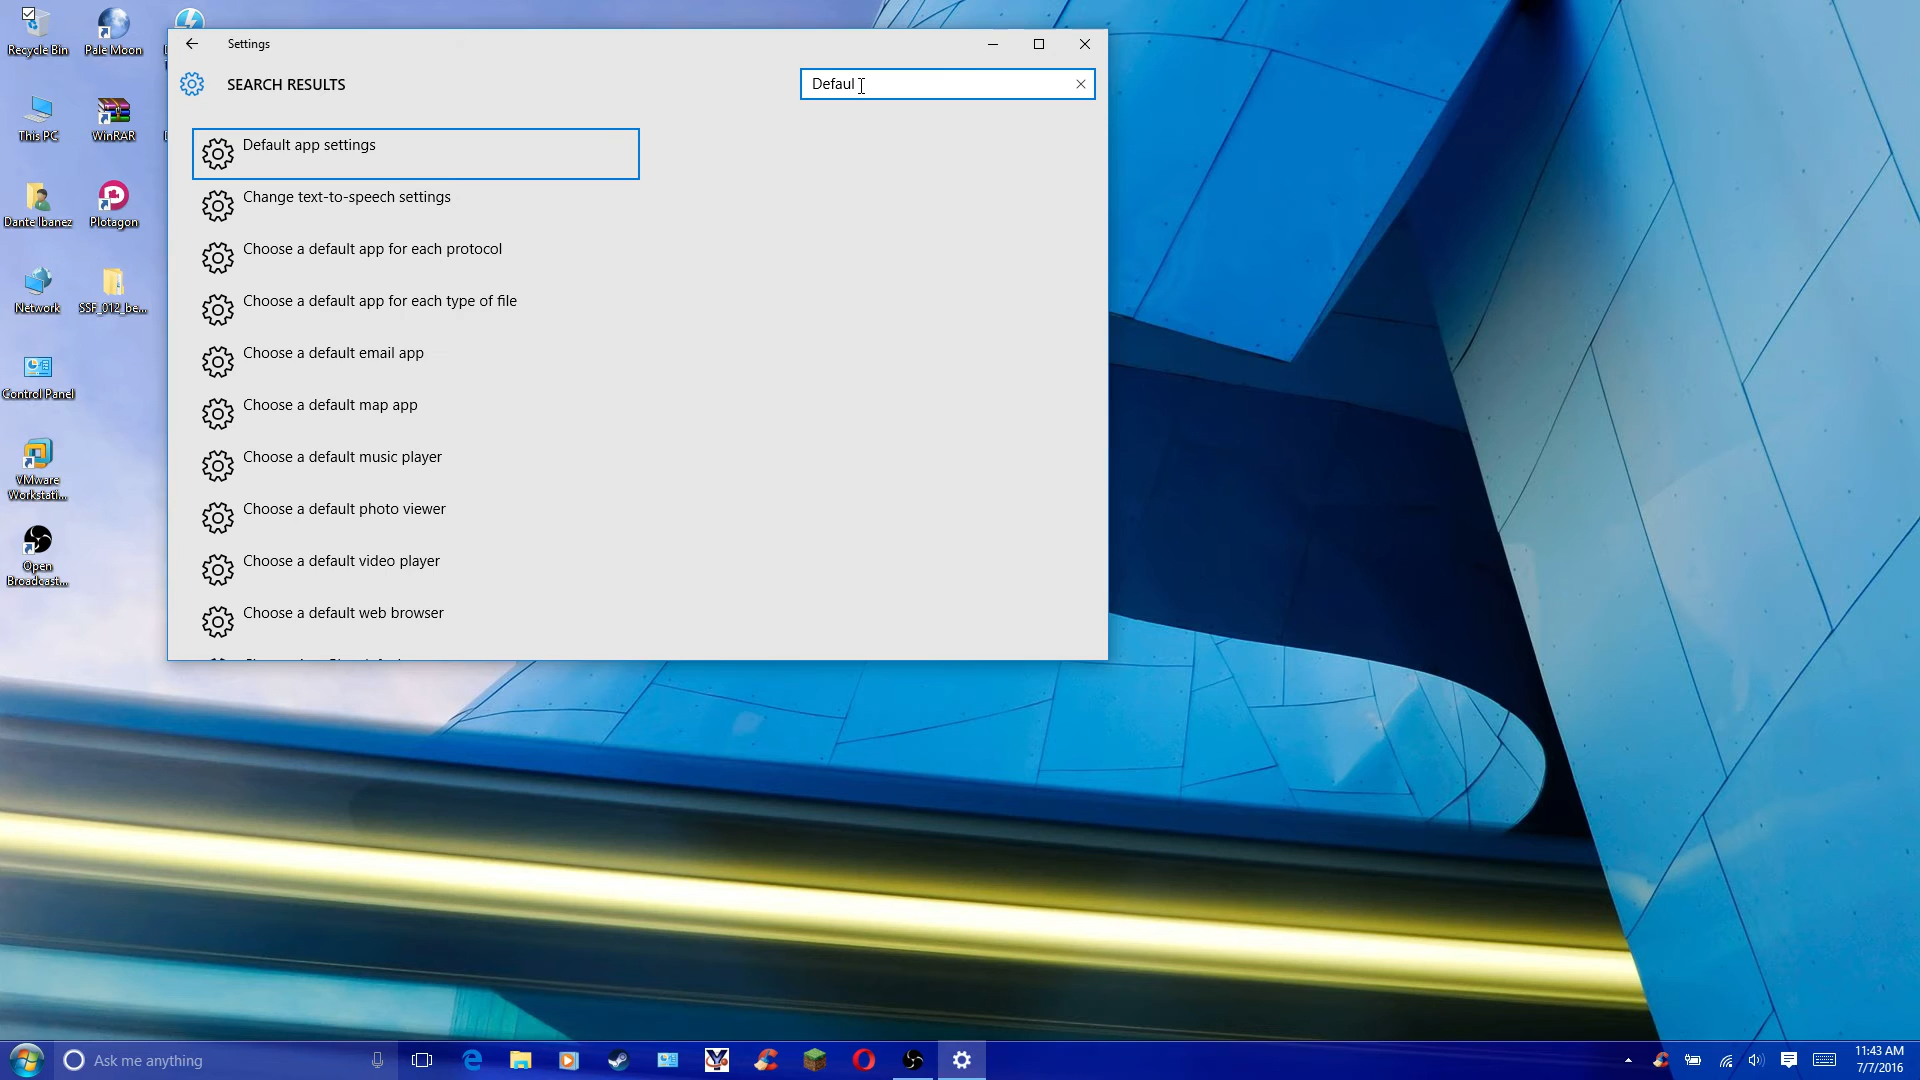 Settings
SEARCH RESULTS
Defaul
Default app settings
Change text-to-speech settings
Choose a default app for each protocol
Choose a default app for each type of file
Choose a default email app
Choose a default map app
Choose a default music player
Choose a default photo viewer
Choose a default video player
Choose a default web browser
Recycle Bin
Pale Moon
This PC
WinRAR
Dante Ibanez
Plotagon
Network
SSF_012_be...
Control Panel
VMware
Workstati...
Open
Broadcast...
Ask me anything
11:43 AM
7/7/2016